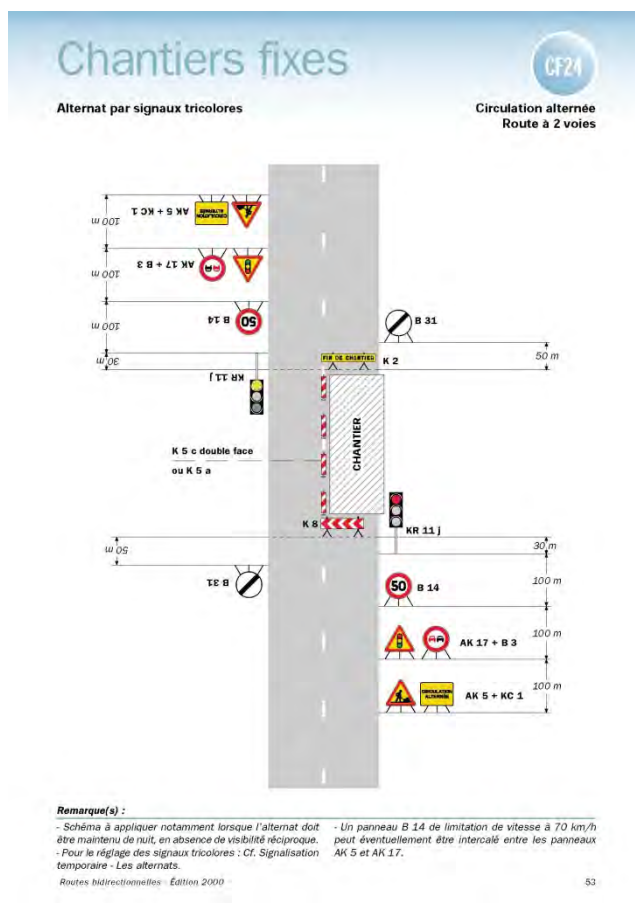 Chantiers fixes
CF24
Alternat par signaux tricolores
Circulation alternée
Route à 2 voies
100 m
CIRCULATION
ALTERNÉE
AK 5 + KC 1
100 m
AK 17 + B 3
100 m
50
B 14
B 31
30 m
KR 11 j
FIN DE CHANTIER
K 2
50 m
CHANTIER
K 5 c double face
ou K 5 a
K 8
KR 11 j
50 m
30 m
B 31
50
B 14
100 m
AK 17 + B 3
100 m
CIRCULATION
ALTERNÉE
AK 5 + KC 1
100 m
Remarque(s) :
- Schéma à appliquer notamment lorsque l'alternat doit
être maintenu de nuit, en absence de visibilité réciproque.
- Pour le réglage des signaux tricolores : Cf. Signalisation
temporaire - Les alternats.
- Un panneau B 14 de limitation de vitesse à 70 km/h
peut éventuellement être intercalé entre les panneaux
AK 5 et AK 17.
Routes bidirectionnelles - Édition 2000
53